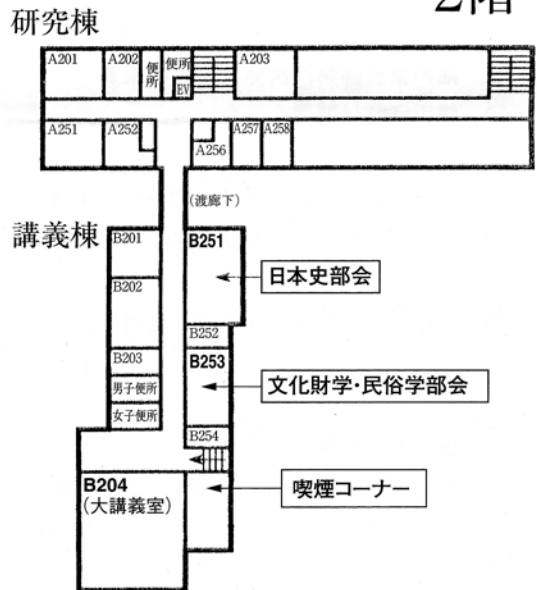 2階
研究棟
A201
A202
便所
便所
EV
A203
A251
A252
A256
A257
A258
(渡廊下)
講義棟
B201
B251
日本史部会
B202
B252
B203
B253
男子便所
文化財学・民俗学部会
女子便所
B254
B204
(大講義室)
喫煙コーナー